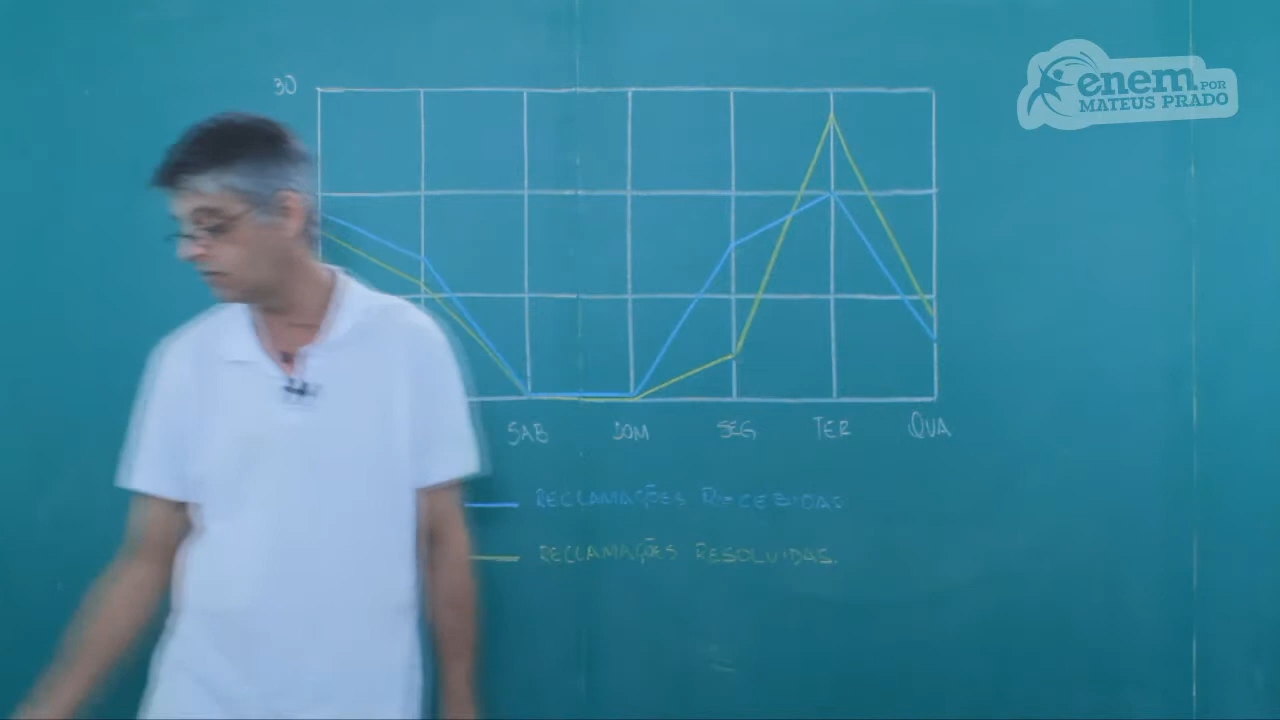 30
enem POR
MATEUS PRADO
SAB DOM SEG TER QUA
RECLAMAÇÕES RECEBIDAS
RECLAMAÇÕES RESOLVIDAS.